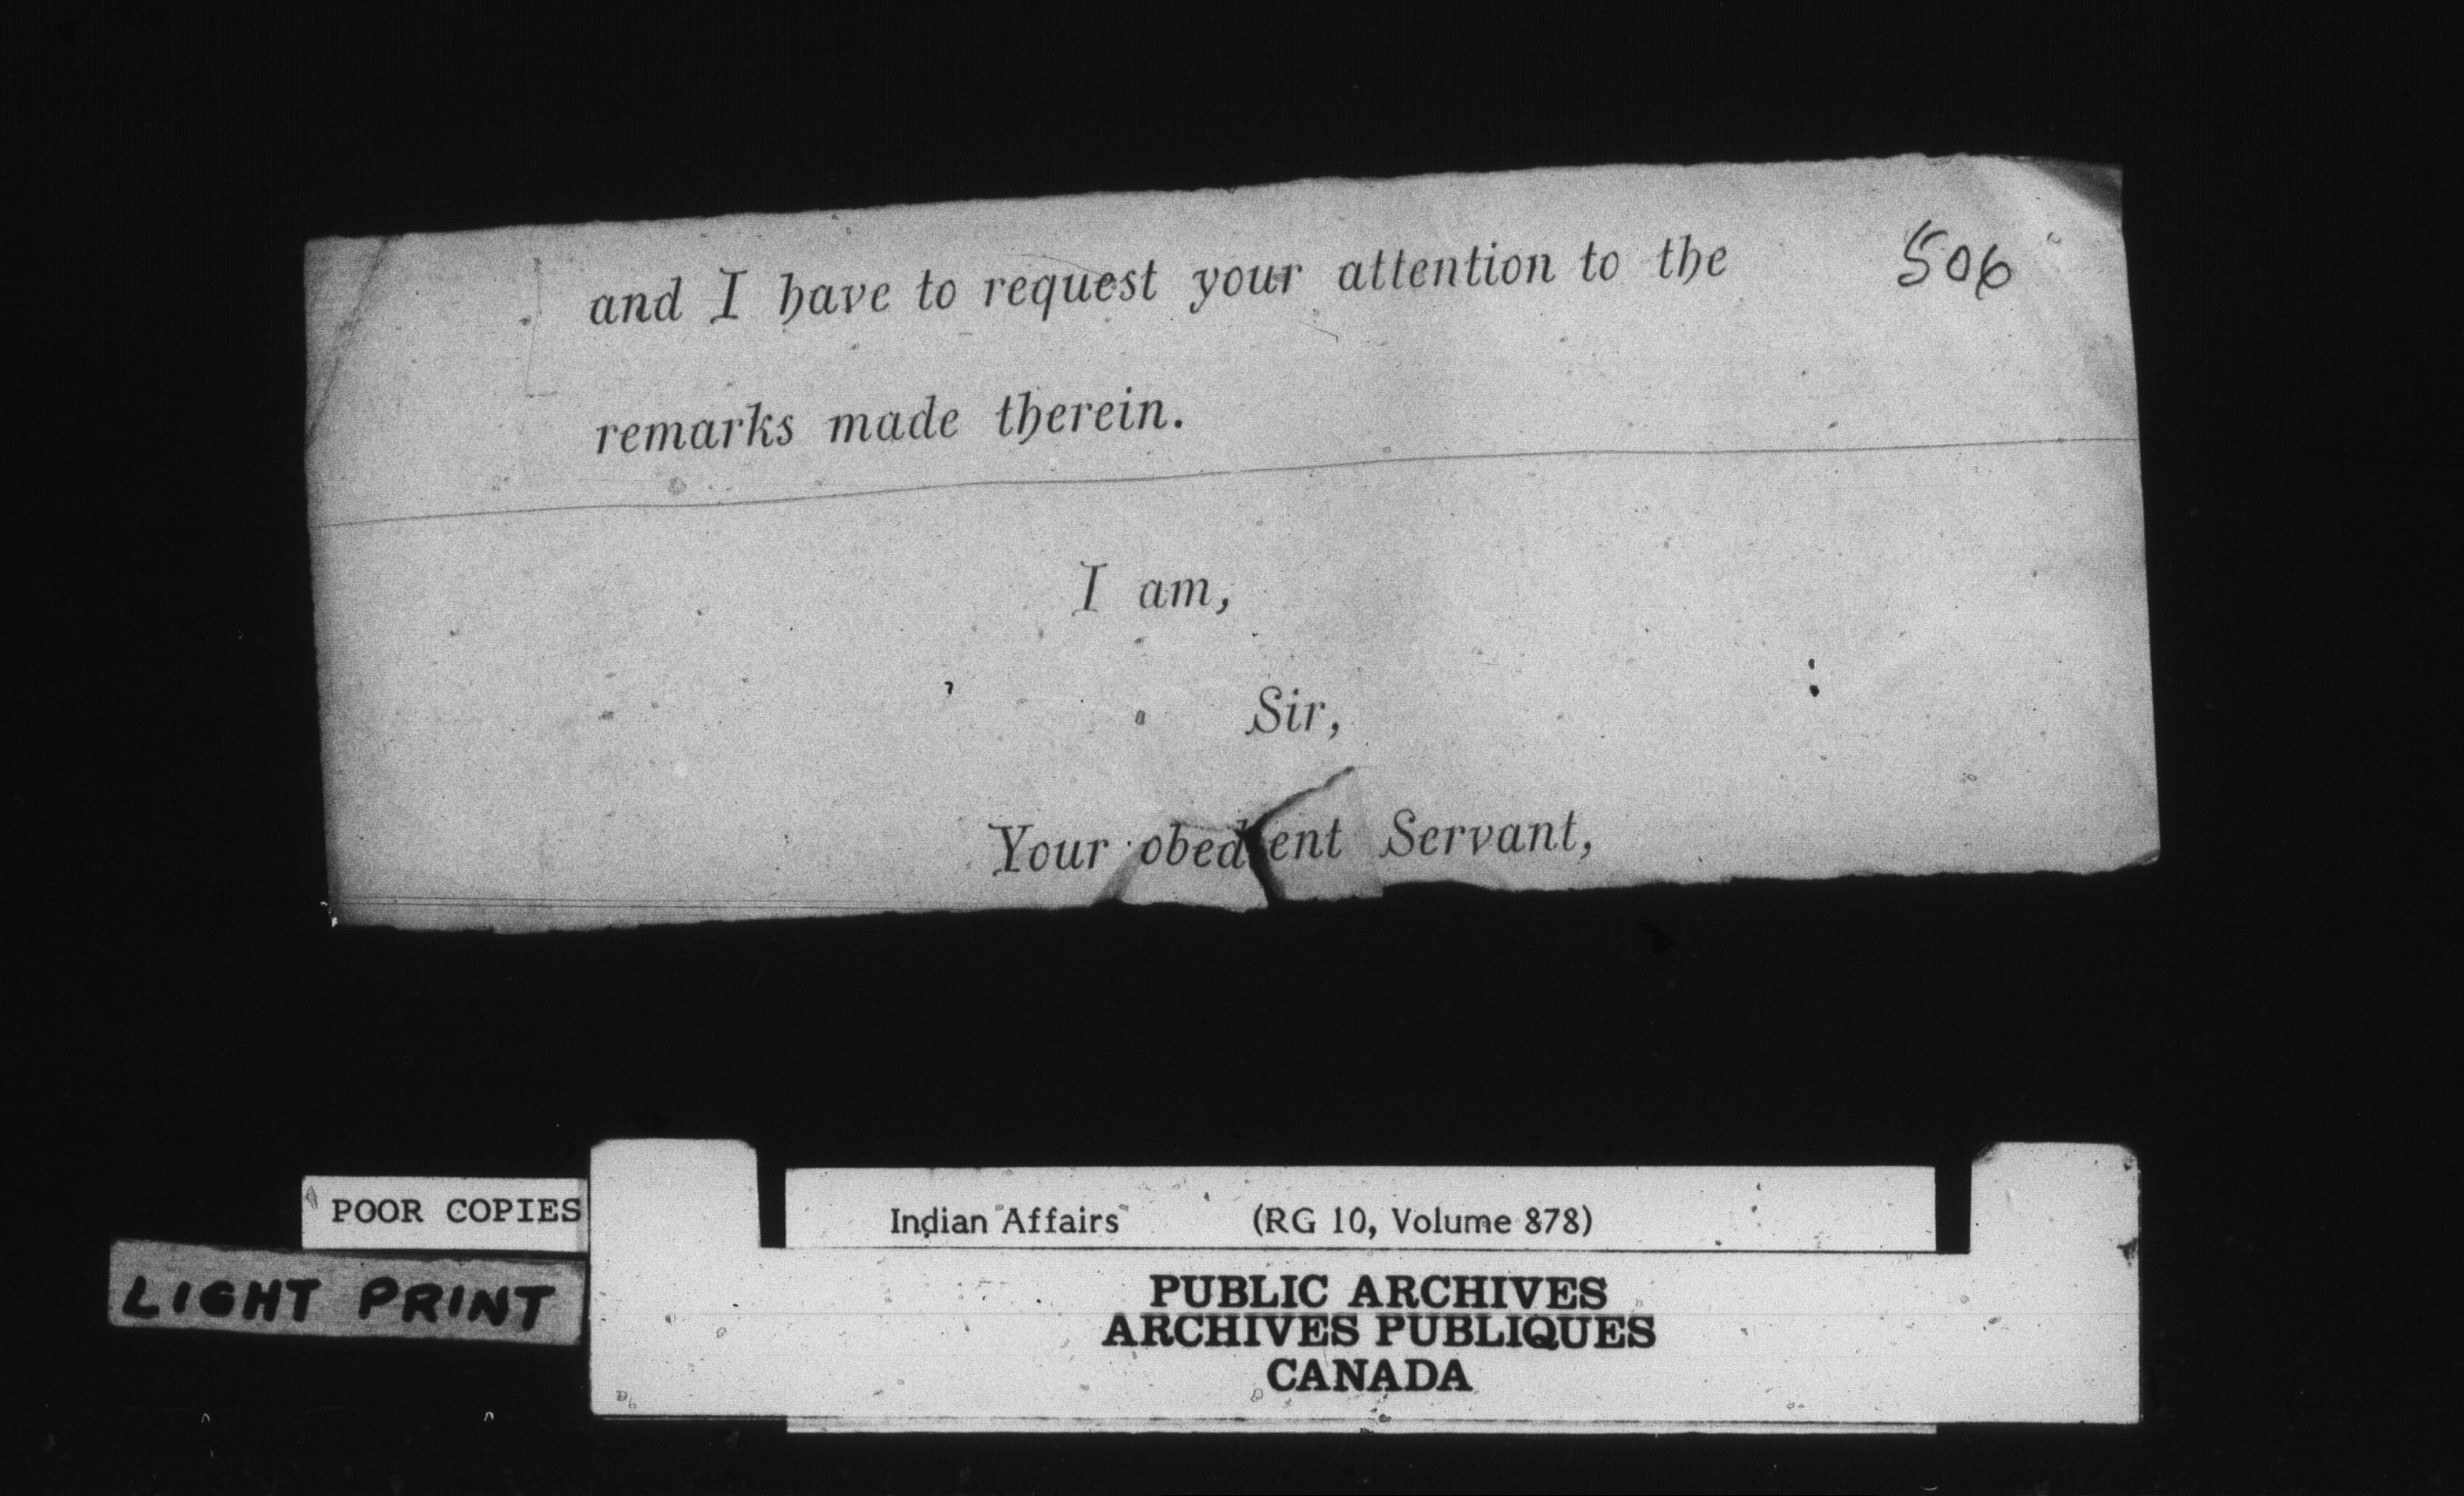 506
and I have to request your attention to the
remarks made therein.
I am,
Sir,
Your obedient Servant,
POOR COPIES
LIGHT PRINT
Indian Affairs (RG 10, Volume 878)
PUBLIC ARCHIVES
ARCHIVES PUBLIQUES
CANADA